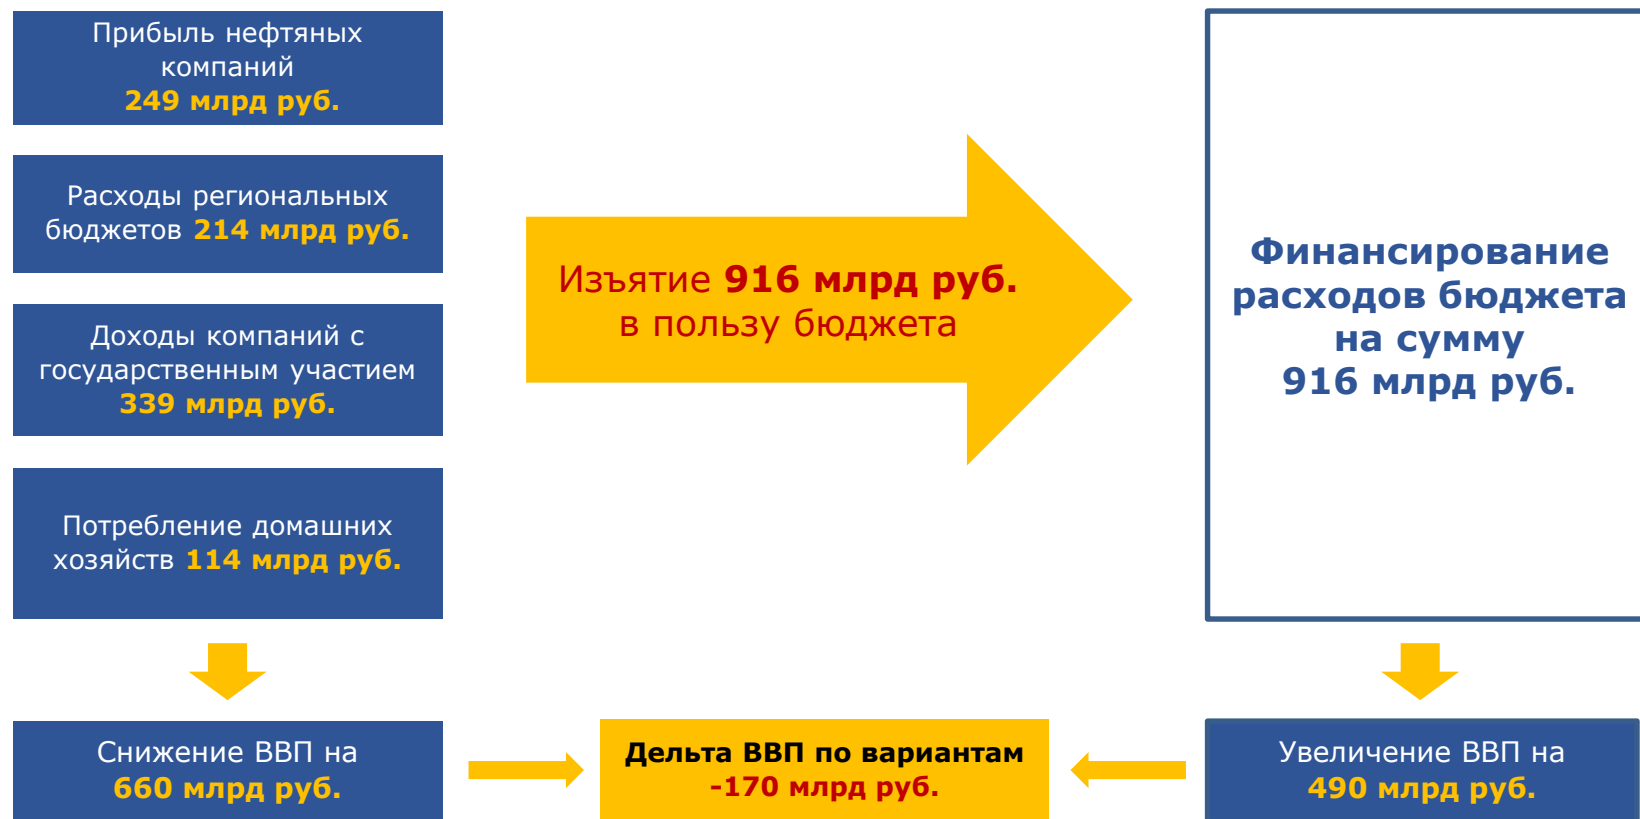 Прибыль нефтяных
компаний
249 млрд руб.
Расходы региональных
бюджетов 214 млрд руб.
Доходы компаний с
государственным участием
339 млрд руб.
Потребление домашних
хозяйств 114 млрд руб.
Изъятие 916 млрд руб.
в пользу бюджета
Финансирование
расходов бюджета
на сумму
916 млрд руб.
Снижение ВВП на
660 млрд руб.
Дельта ВВП по вариантам
-170 млрд руб.
Увеличение ВВП на
490 млрд руб.